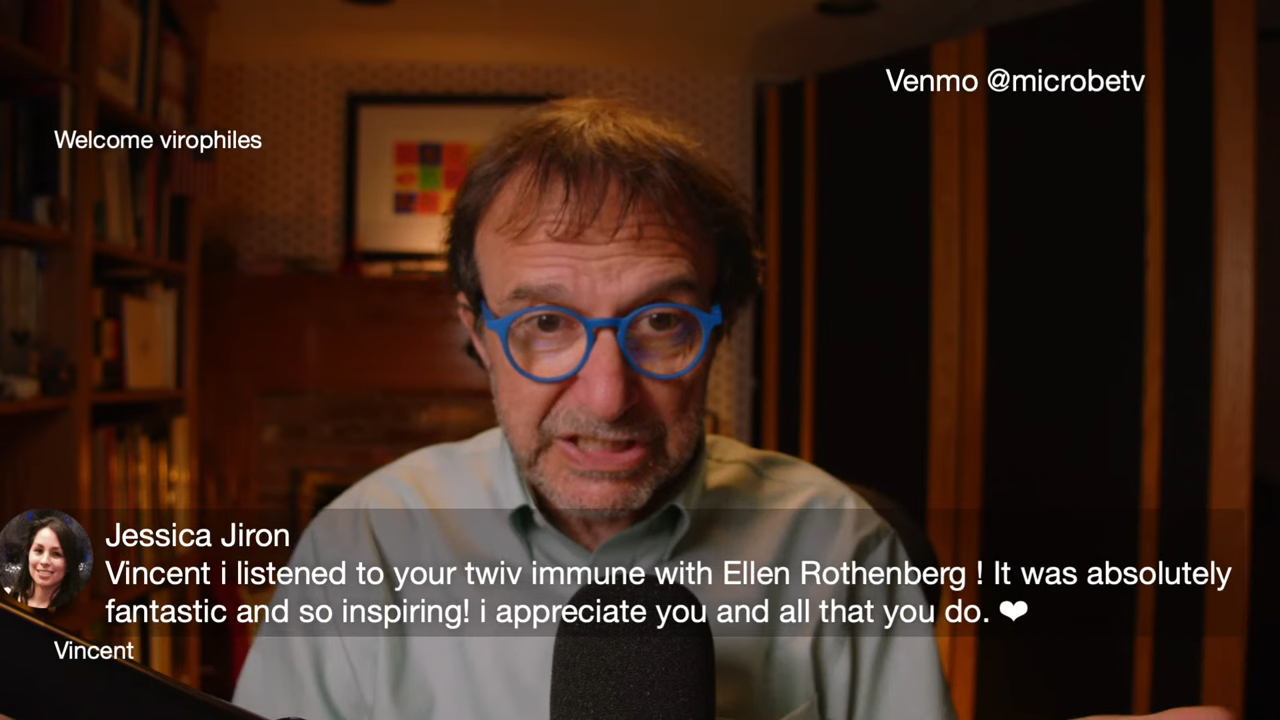 Venmo @microbetv
Welcome virophiles
Jessica Jiron
Vincent i listened to your twiv immune with Ellen Rothenberg ! It was absolutely
fantastic and so inspiring! i appreciate you and all that you do. ❤
Vincent